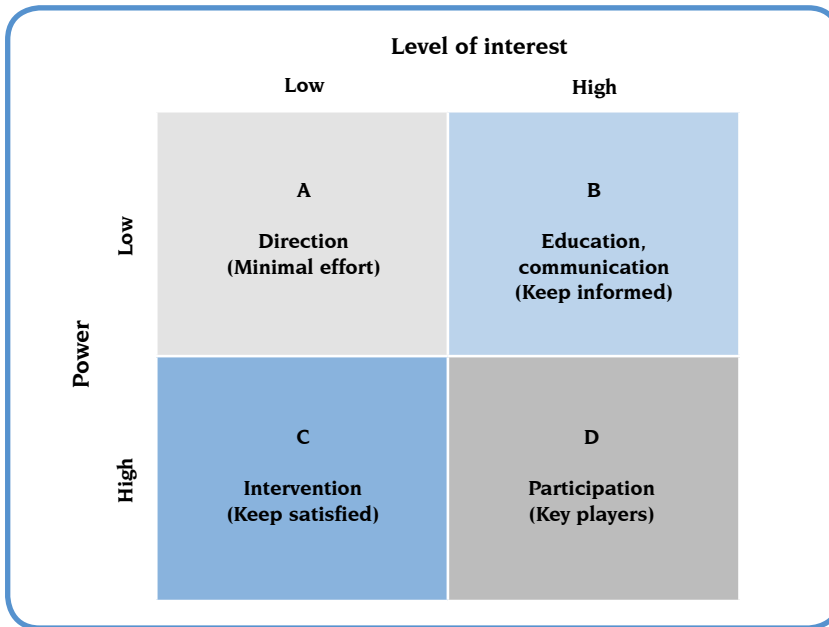 Level of interest
Low
High
Power
Low
A
Direction
(Minimal effort)
B
Education,
communication
(Keep informed)
High
C
Intervention
(Keep satisfied)
D
Participation
(Key players)